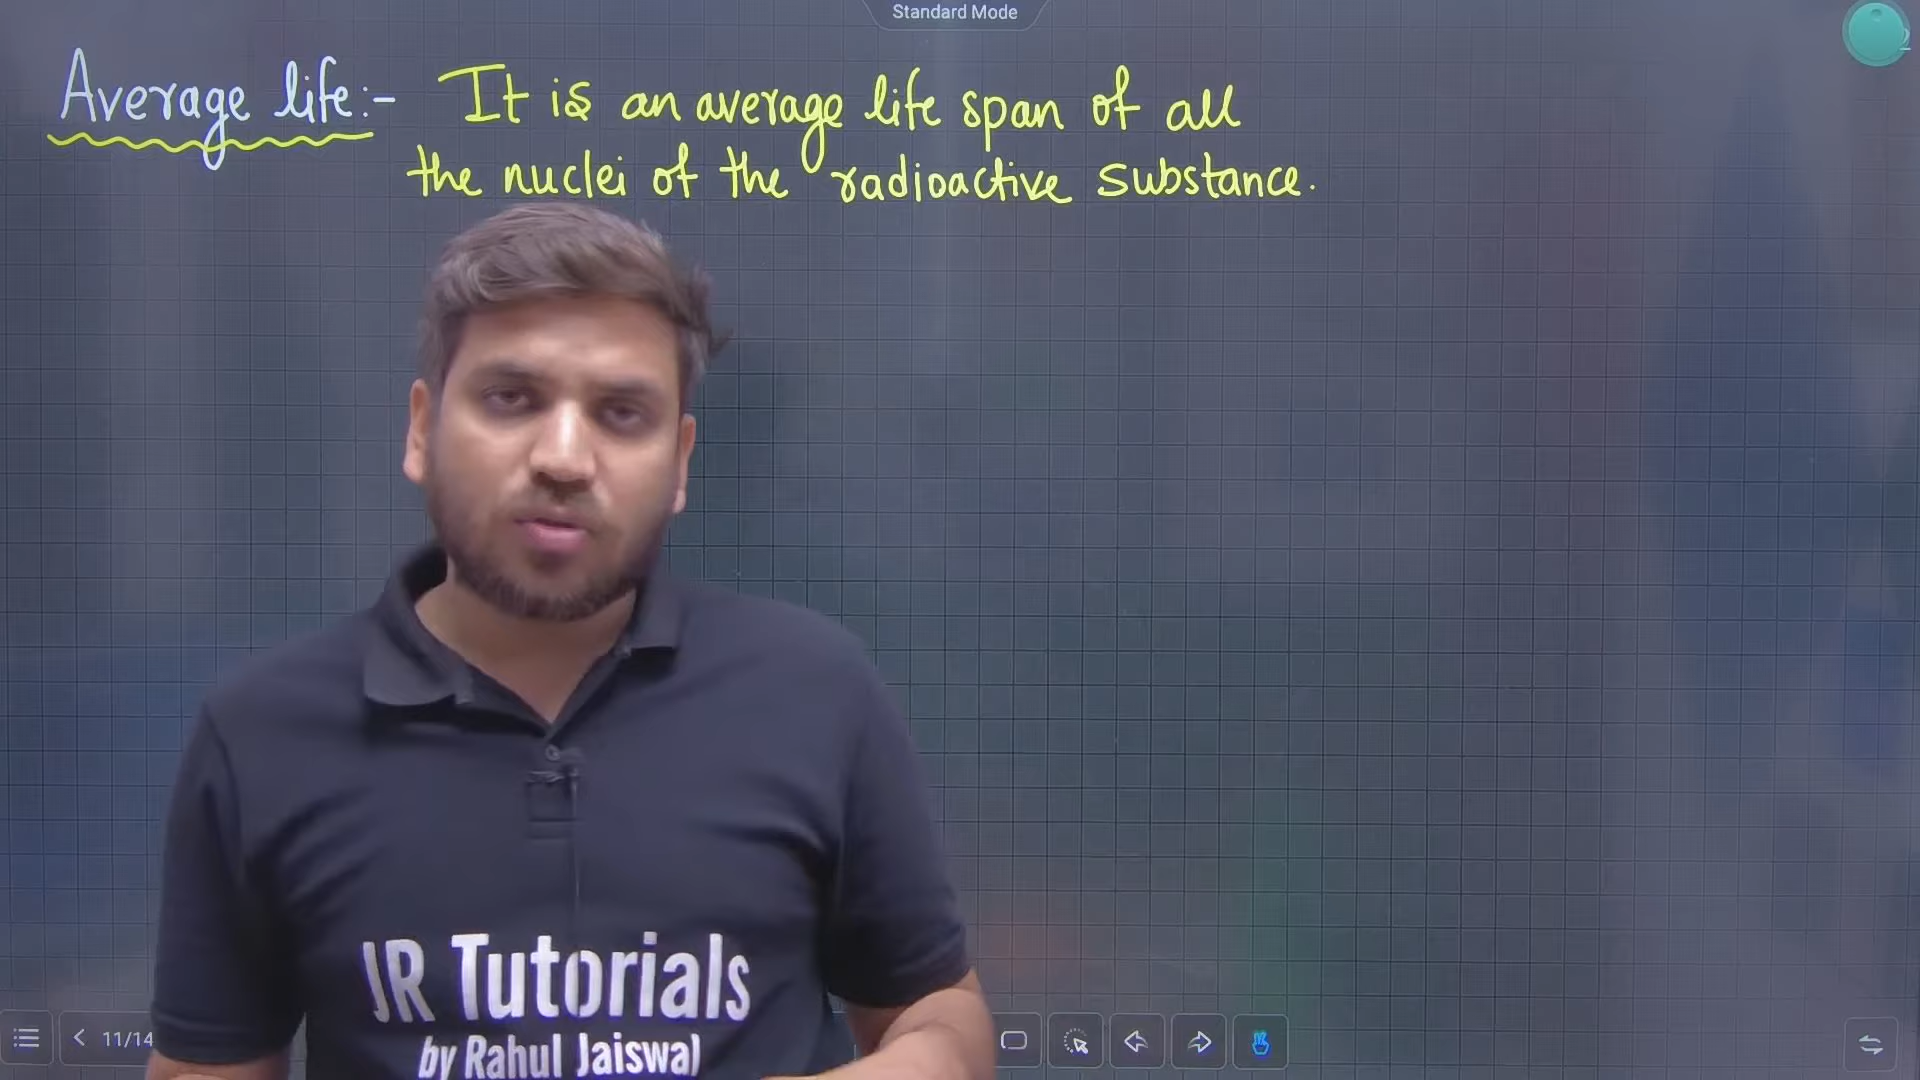 Standard Mode
Average life:- It is an average life span of all
the nuclei of the radioactive substance.
JR Tutorials
by Rahul Jaiswal
11/14